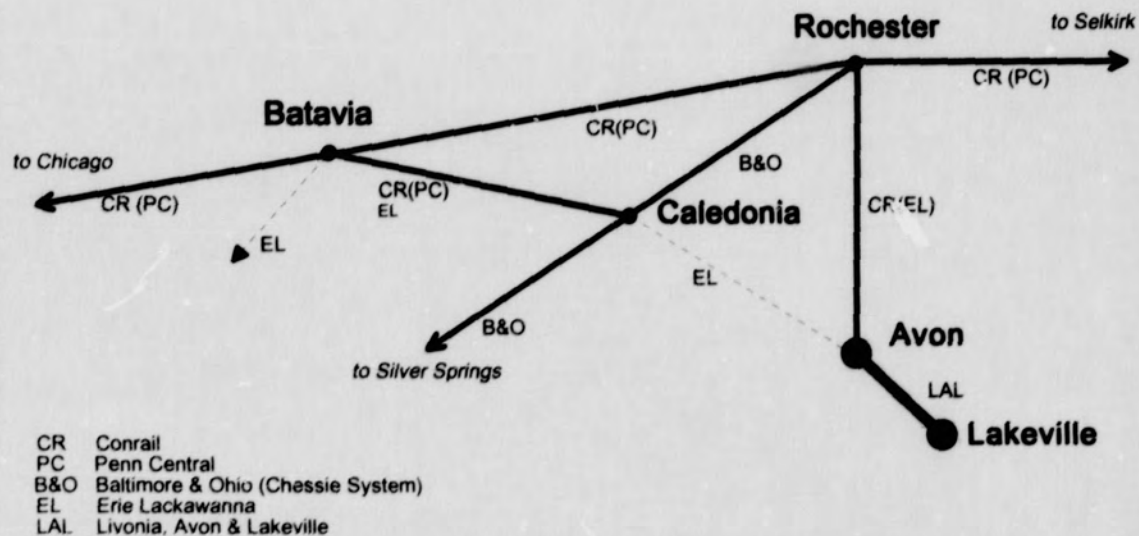 Rochester
to Selkirk
CR (PC)
Batavia
CR(PC)
to Chicago
CR (PC)
CR(PC)
EL
B&O
Caledonia
CR(EL)
EL
EL
B&O
to Silver Springs
Avon
LAL
Lakeville
CR Conrail
PC Penn Central
B&O Baltimore & Ohio (Chessie System)
EL Erie Lackawanna
LAL Livonia, Avon & Lakeville